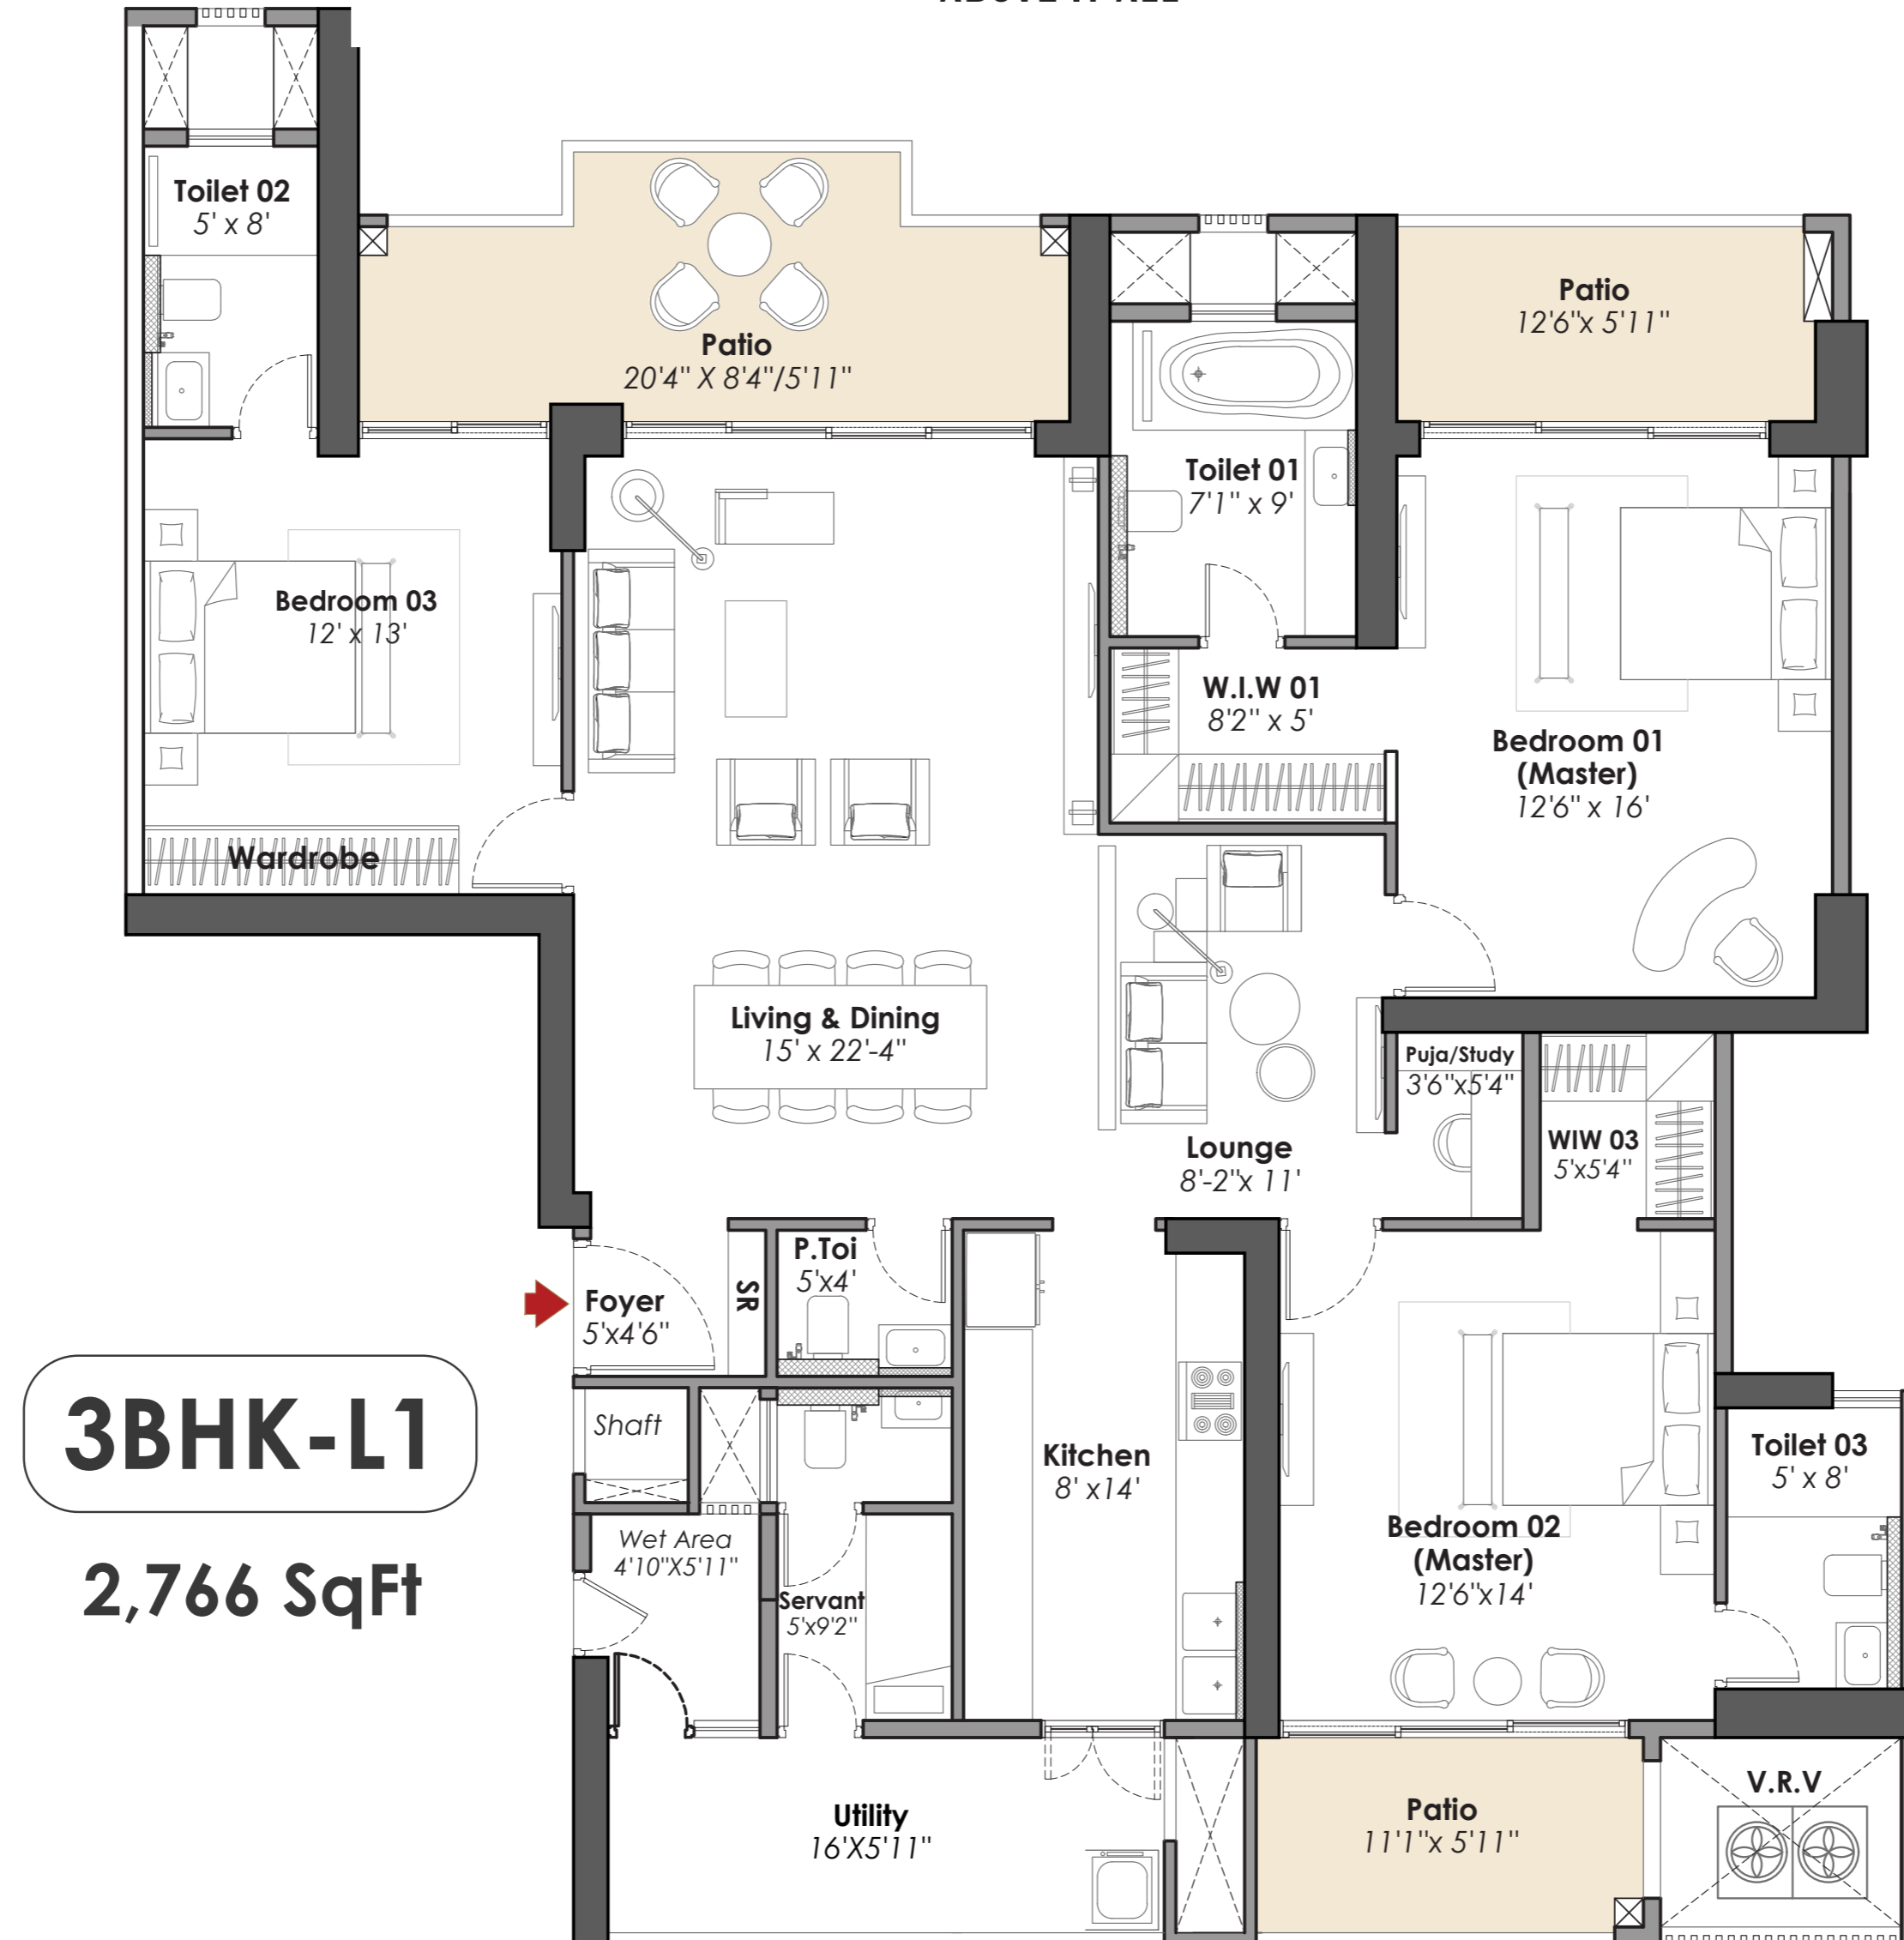 Toilet 02
5' x 8'
Patio
20'4" X 8'4"/5'11"
Patio
12'6"x 5'11"
Toilet 01
7'1" x 9'
Bedroom 03
12' x 13'
W.I.W 01
8'2" x 5'
Bedroom 01
(Master)
12'6" x 16'
Wardrobe
Living & Dining
15' x 22'-4"
Puja/Study
3'6"x5'4"
WIW 03
5'x5'4"
Lounge
8'-2"x 11'
Foyer
5'x4'6"
SR
P.Toi
5'x4'
3BHK-L1
2,766 SqFt
Shaft
Kitchen
8' x14'
Toilet 03
5' x 8'
Wet Area
4'10"X5'11"
Servant
5'x9'2"
Bedroom 02
(Master)
12'6"x14'
Utility
16'X5'11"
Patio
11'1"x 5'11"
V.R.V